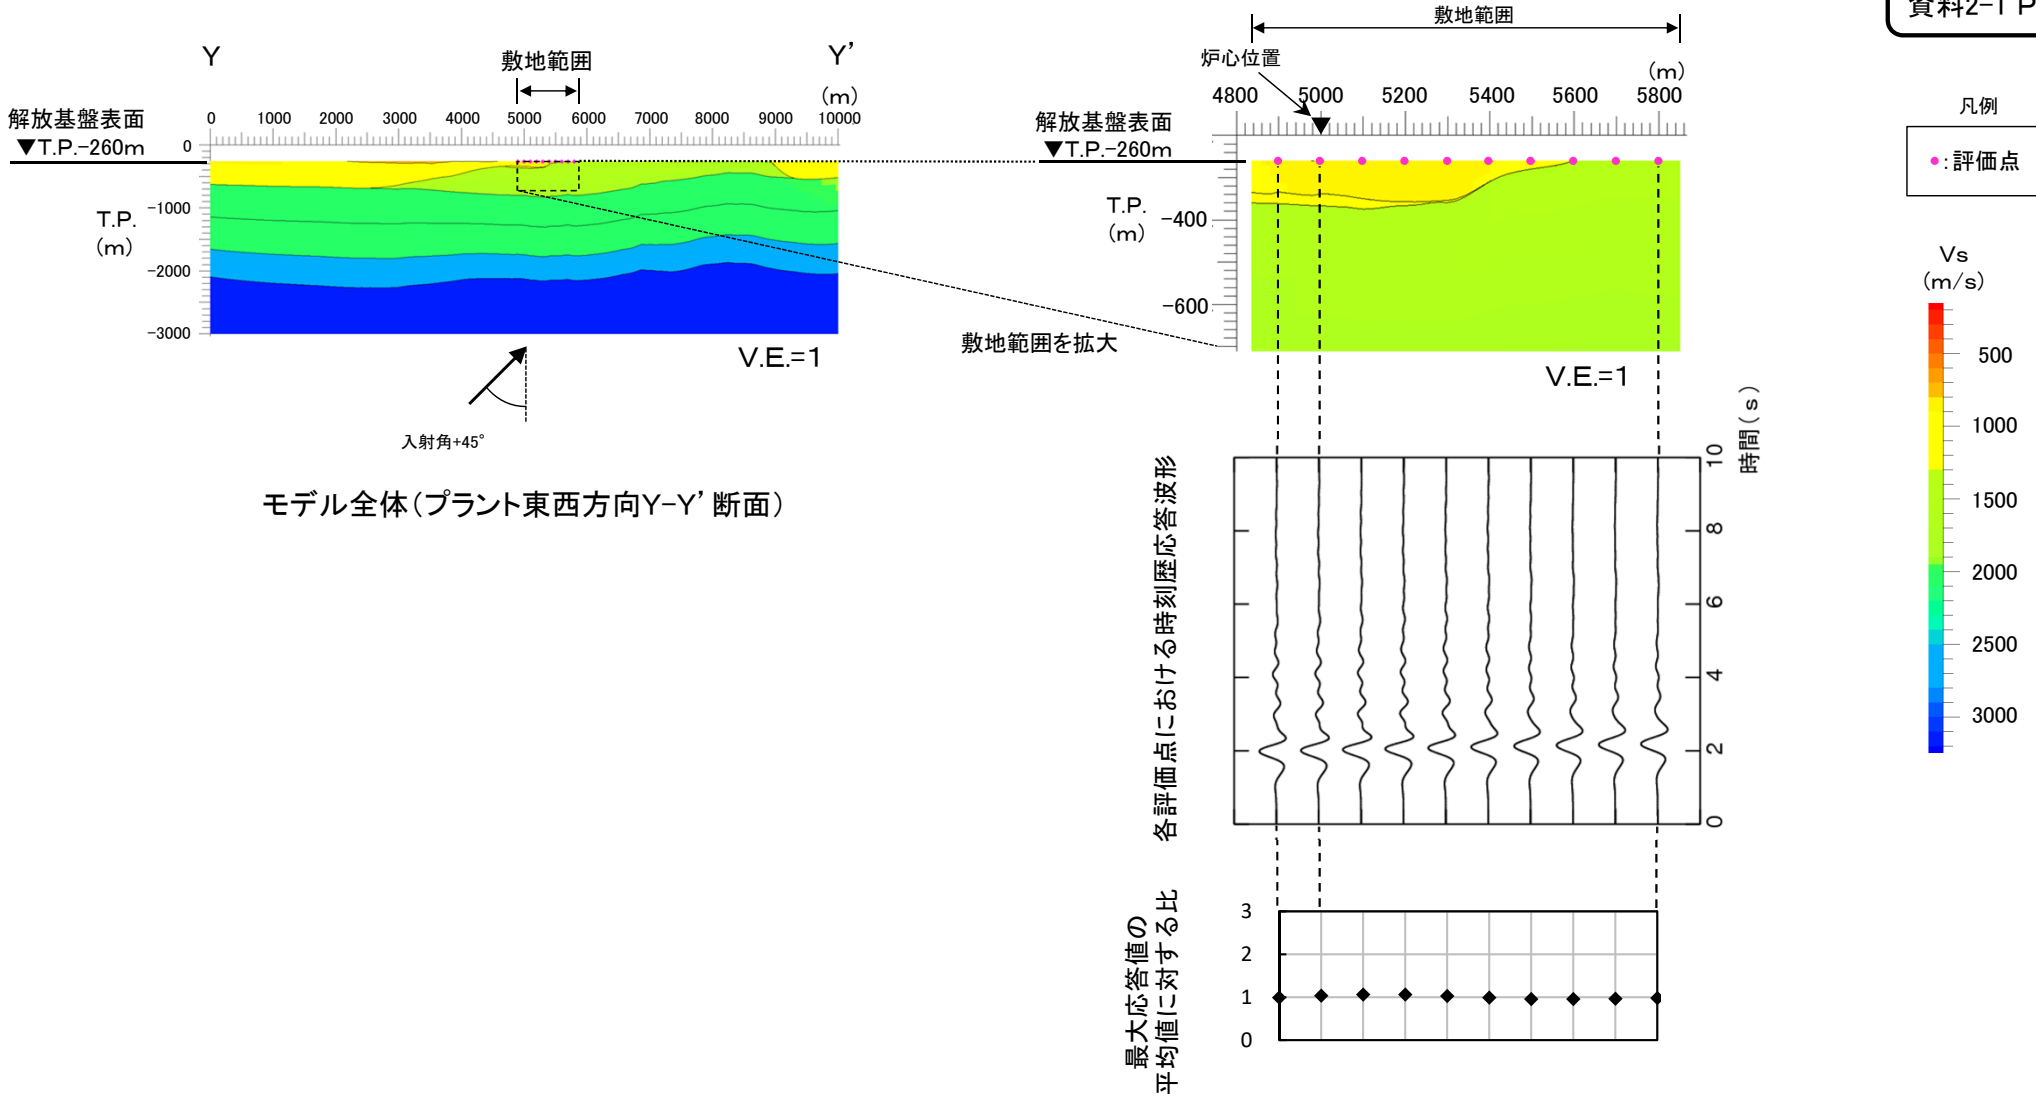 資料2-1 P
Y
敷地範囲
Y'
(m)
解放基盤表面
▼T.P.-260m
0 1000 2000 3000 4000 5000 6000 7000 8000 9000 10000
0
-1000
-2000
-3000
T.P.
(m)
V.E.=1
入射角+45°
モデル全体(プラント東西方向Y-Y'断面)
敷地範囲
炉心位置
(m)
4800 5000 5200 5400 5600 5800
解放基盤表面
▼T.P.-260m
T.P.
(m)
-400
-600
敷地範囲を拡大
V.E.=1
凡例
●:評価点
Vs
(m/s)
500
1000
1500
2000
2500
3000
各評価点における時刻歴応答波形
時間(s)
10
8
6
4
2
0
最大応答値の
平均値に対する比
3
2
1
0